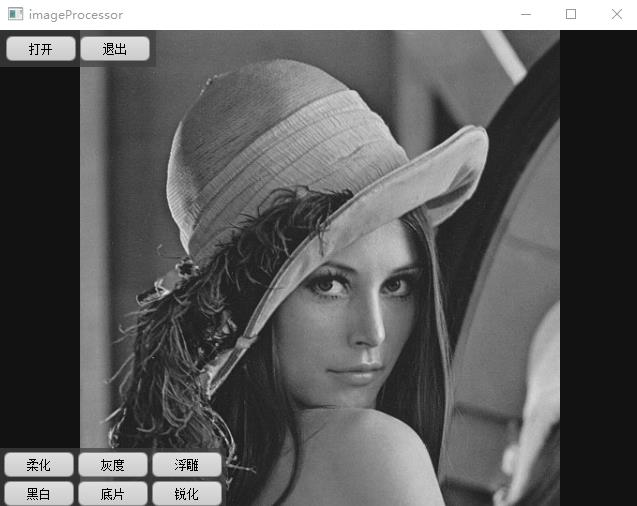 imageProcessor
打开 退出
柔化 灰度 浮雕
黑白 底片 锐化